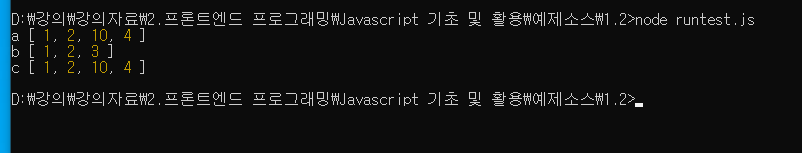 D:₩강의₩강의자료₩2.프론트엔드 프로그래밍₩Javascript 기초 및 활용₩예제소스₩1.2>node runtest.js
a [ 1, 2, 10, 4 ]
b [ 1, 2, 3 ]
c [ 1, 2, 10, 4 ]
D:₩강의₩강의자료₩2.프론트엔드 프로그래밍₩Javascript 기초 및 활용₩예제소스₩1.2>